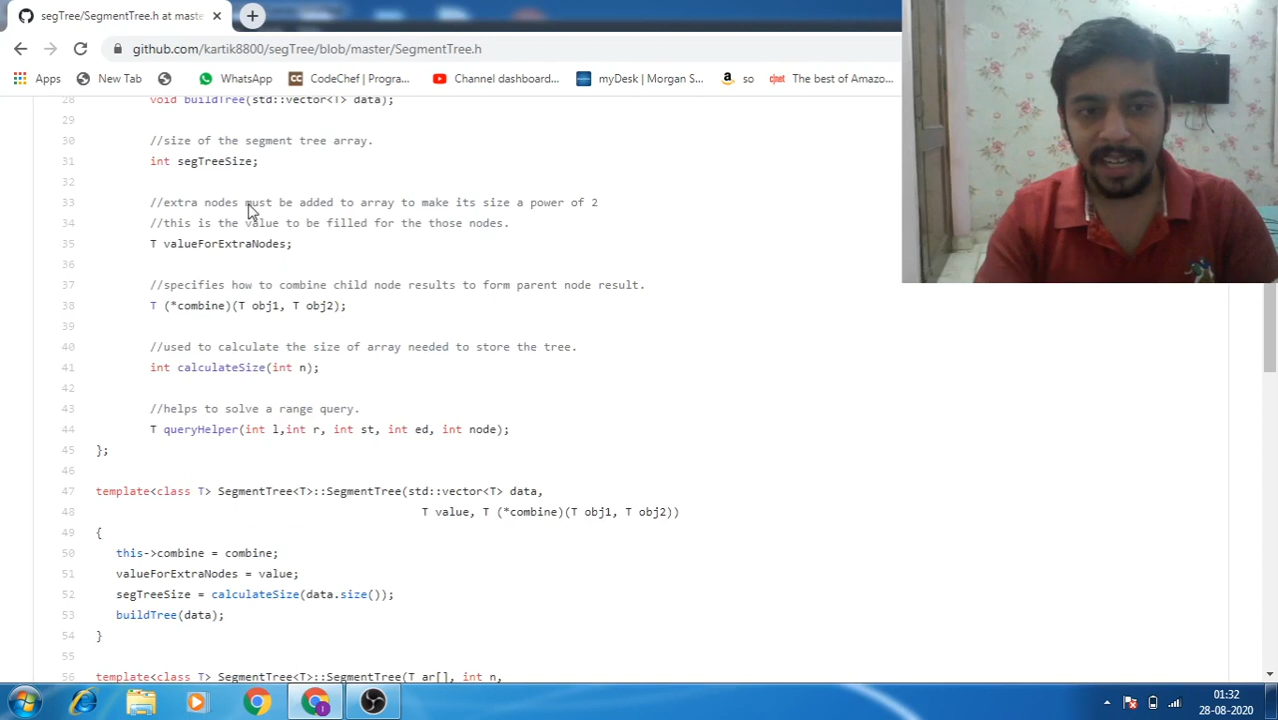 segTree/SegmentTree.h at maste
github.com/kartik8800/segTree/blob/master/SegmentTree.h
Apps
New Tab
WhatsApp
CodeChef | Progra...
Channel dashboard...
myDesk | Morgan S...
so
The best of Amazo...
28 void buildTree(std::vector<T> data);
29
30 //size of the segment tree array.
31 int segTreeSize;
32
33 //extra nodes must be added to array to make its size a power of 2
34 //this is the value to be filled for the those nodes.
35 T valueForExtraNodes;
36
37 //specifies how to combine child node results to form parent node result.
38 T (*combine)(T obj1, T obj2);
39
40 //used to calculate the size of array needed to store the tree.
41 int calculateSize(int n);
42
43 //helps to solve a range query.
44 T queryHelper(int l,int r, int st, int ed, int node);
45 };
46
47 template<class T> SegmentTree<T>::SegmentTree(std::vector<T> data,
48 T value, T (*combine)(T obj1, T obj2))
49 {
50 this->combine = combine;
51 valueForExtraNodes = value;
52 segTreeSize = calculateSize(data.size());
53 buildTree(data);
54 }
55
56 template<class T> SegmentTree<T>::SegmentTree(T ar[], int n,
01:32
28-08-2020